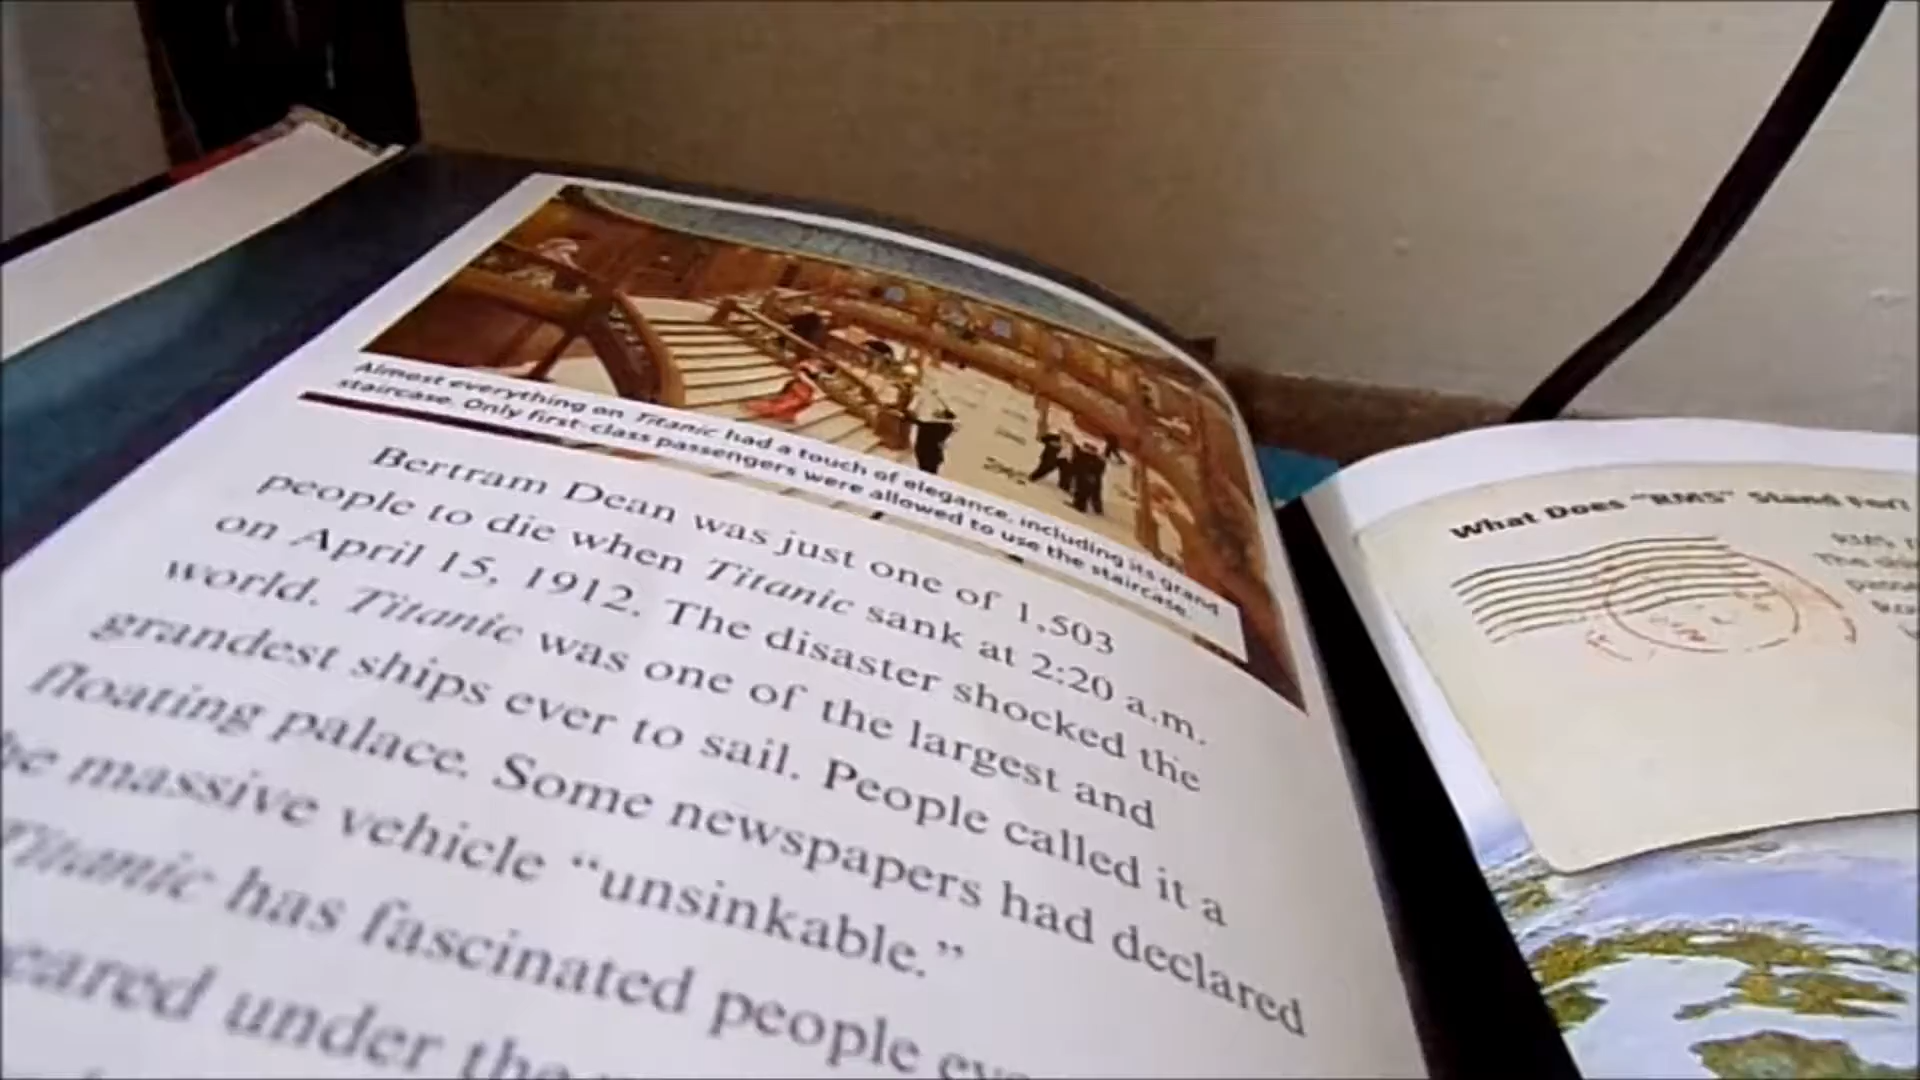 Almost everything on Titanic had a touch of elegance, including its grand
staircase. Only first-class passengers were allowed to use the staircase.
Bertram Dean was just one of 1,503
people to die when Titanic sank at 2:20 a.m.
on April 15, 1912. The disaster shocked the
world. Titanic was one of the largest and
grandest ships ever to sail. People called it a
floating palace. Some newspapers had declared
massive vehicle “unsinkable.”
Titanic has fascinated people
under the
What Does “RMS” Stand For?
RMS
The